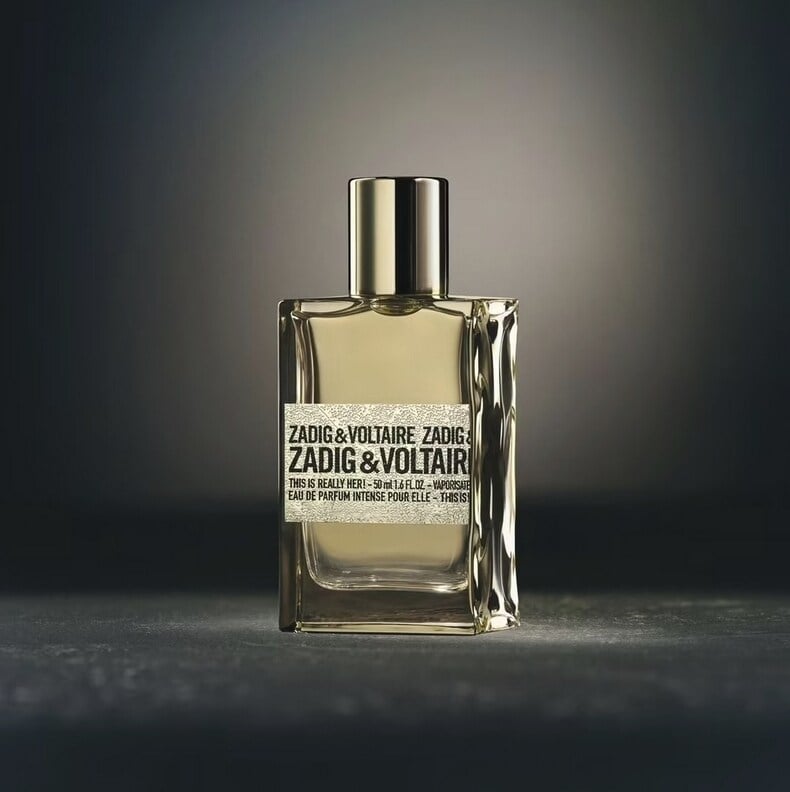 ZADIG&VOLTAIRE ZADIG&
ZADIG&VOLTAIR
THIS IS REALLY HER! - 50 ml 1.6 FL.OZ. - VAPORISATE
EAU DE PARFUM INTENSE POUR ELLE - THIS IS!